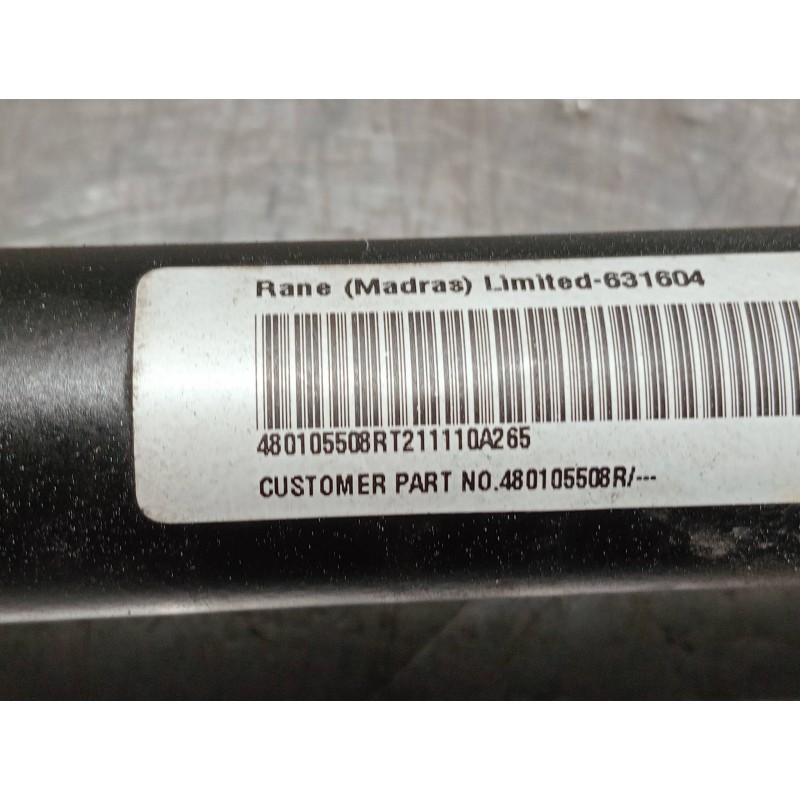 Rane (Madras) Limited-631604
480105508RT211110A265
CUSTOMER PART NO.480105508R/---